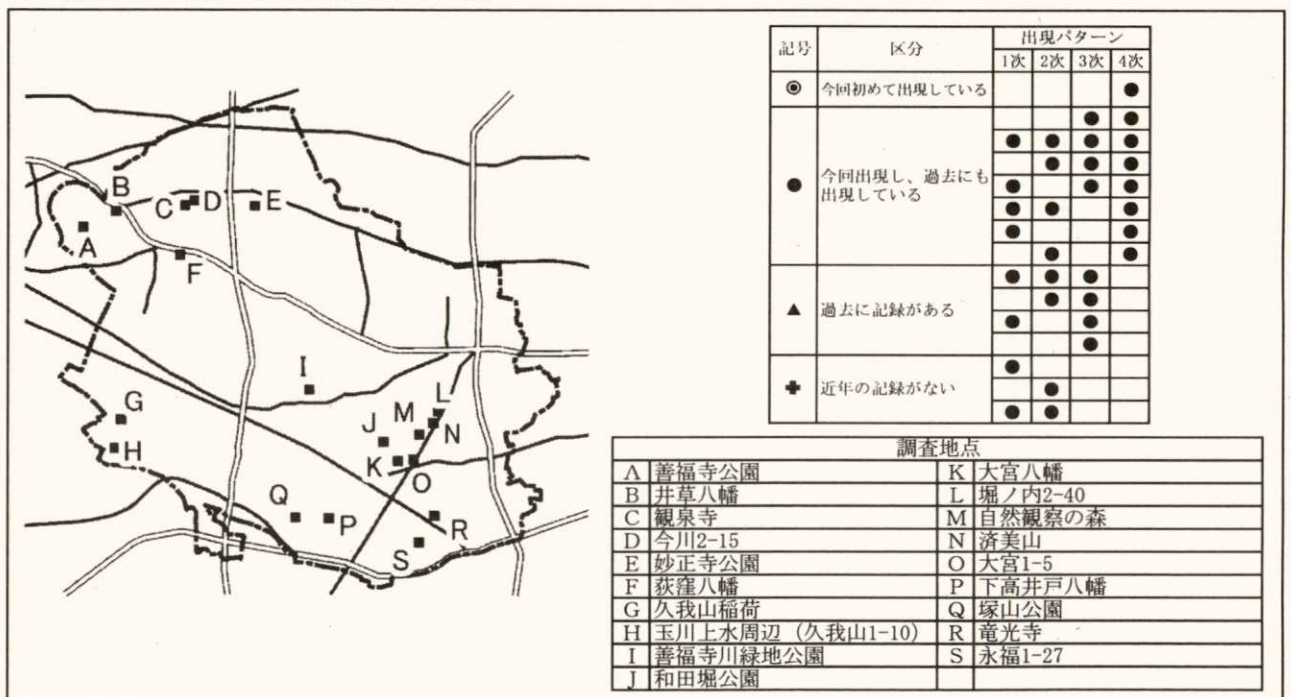 記号 区分 出現パターン
1次 2次 3次 4次
◉ 今回初めて出現している ●
● 今回出現し、過去にも出現している
● ●
● ● ● ●
● ● ●
● ● ●
● ● ●
● ●
● ●
▲ 過去に記録がある
● ● ●
● ●
● ●
●
✚ 近年の記録がない
●
●
● ●
B
C D E
A
F
I
L
G M
J N
H
K
O
Q P
R
S
調査地点
A 善福寺公園 K 大宮八幡
B 井草八幡 L 堀ノ内2-40
C 観泉寺 M 自然観察の森
D 今川2-15 N 済美山
E 妙正寺公園 O 大宮1-5
F 荻窪八幡 P 下高井戸八幡
G 久我山稲荷 Q 塚山公園
H 玉川上水周辺（久我山1-10） R 竜光寺
I 善福寺川緑地公園 S 永福1-27
J 和田堀公園